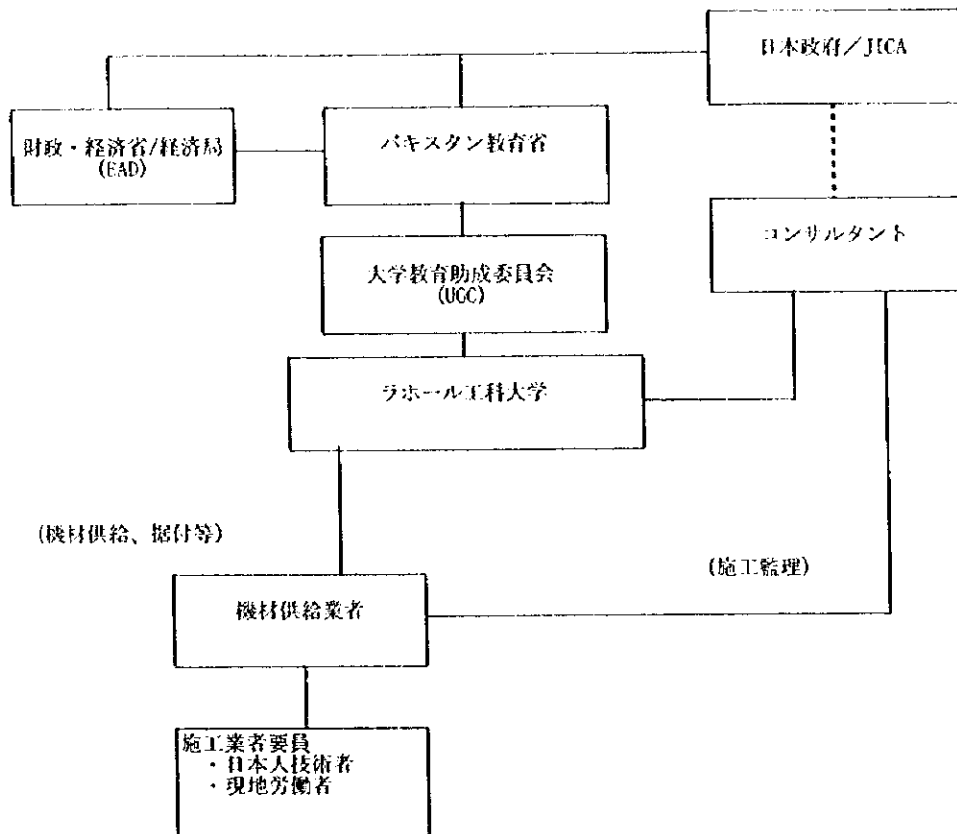 日本政府／JICA
財政・経済省/経済局
(EAD)
パキスタン教育省
コンサルタント
大学教育助成委員会
(UGC)
ラホール工科大学
(機材供給、据付等)
(施工監理)
機材供給業者
施工業者要員
・日本人技術者
・現地労働者